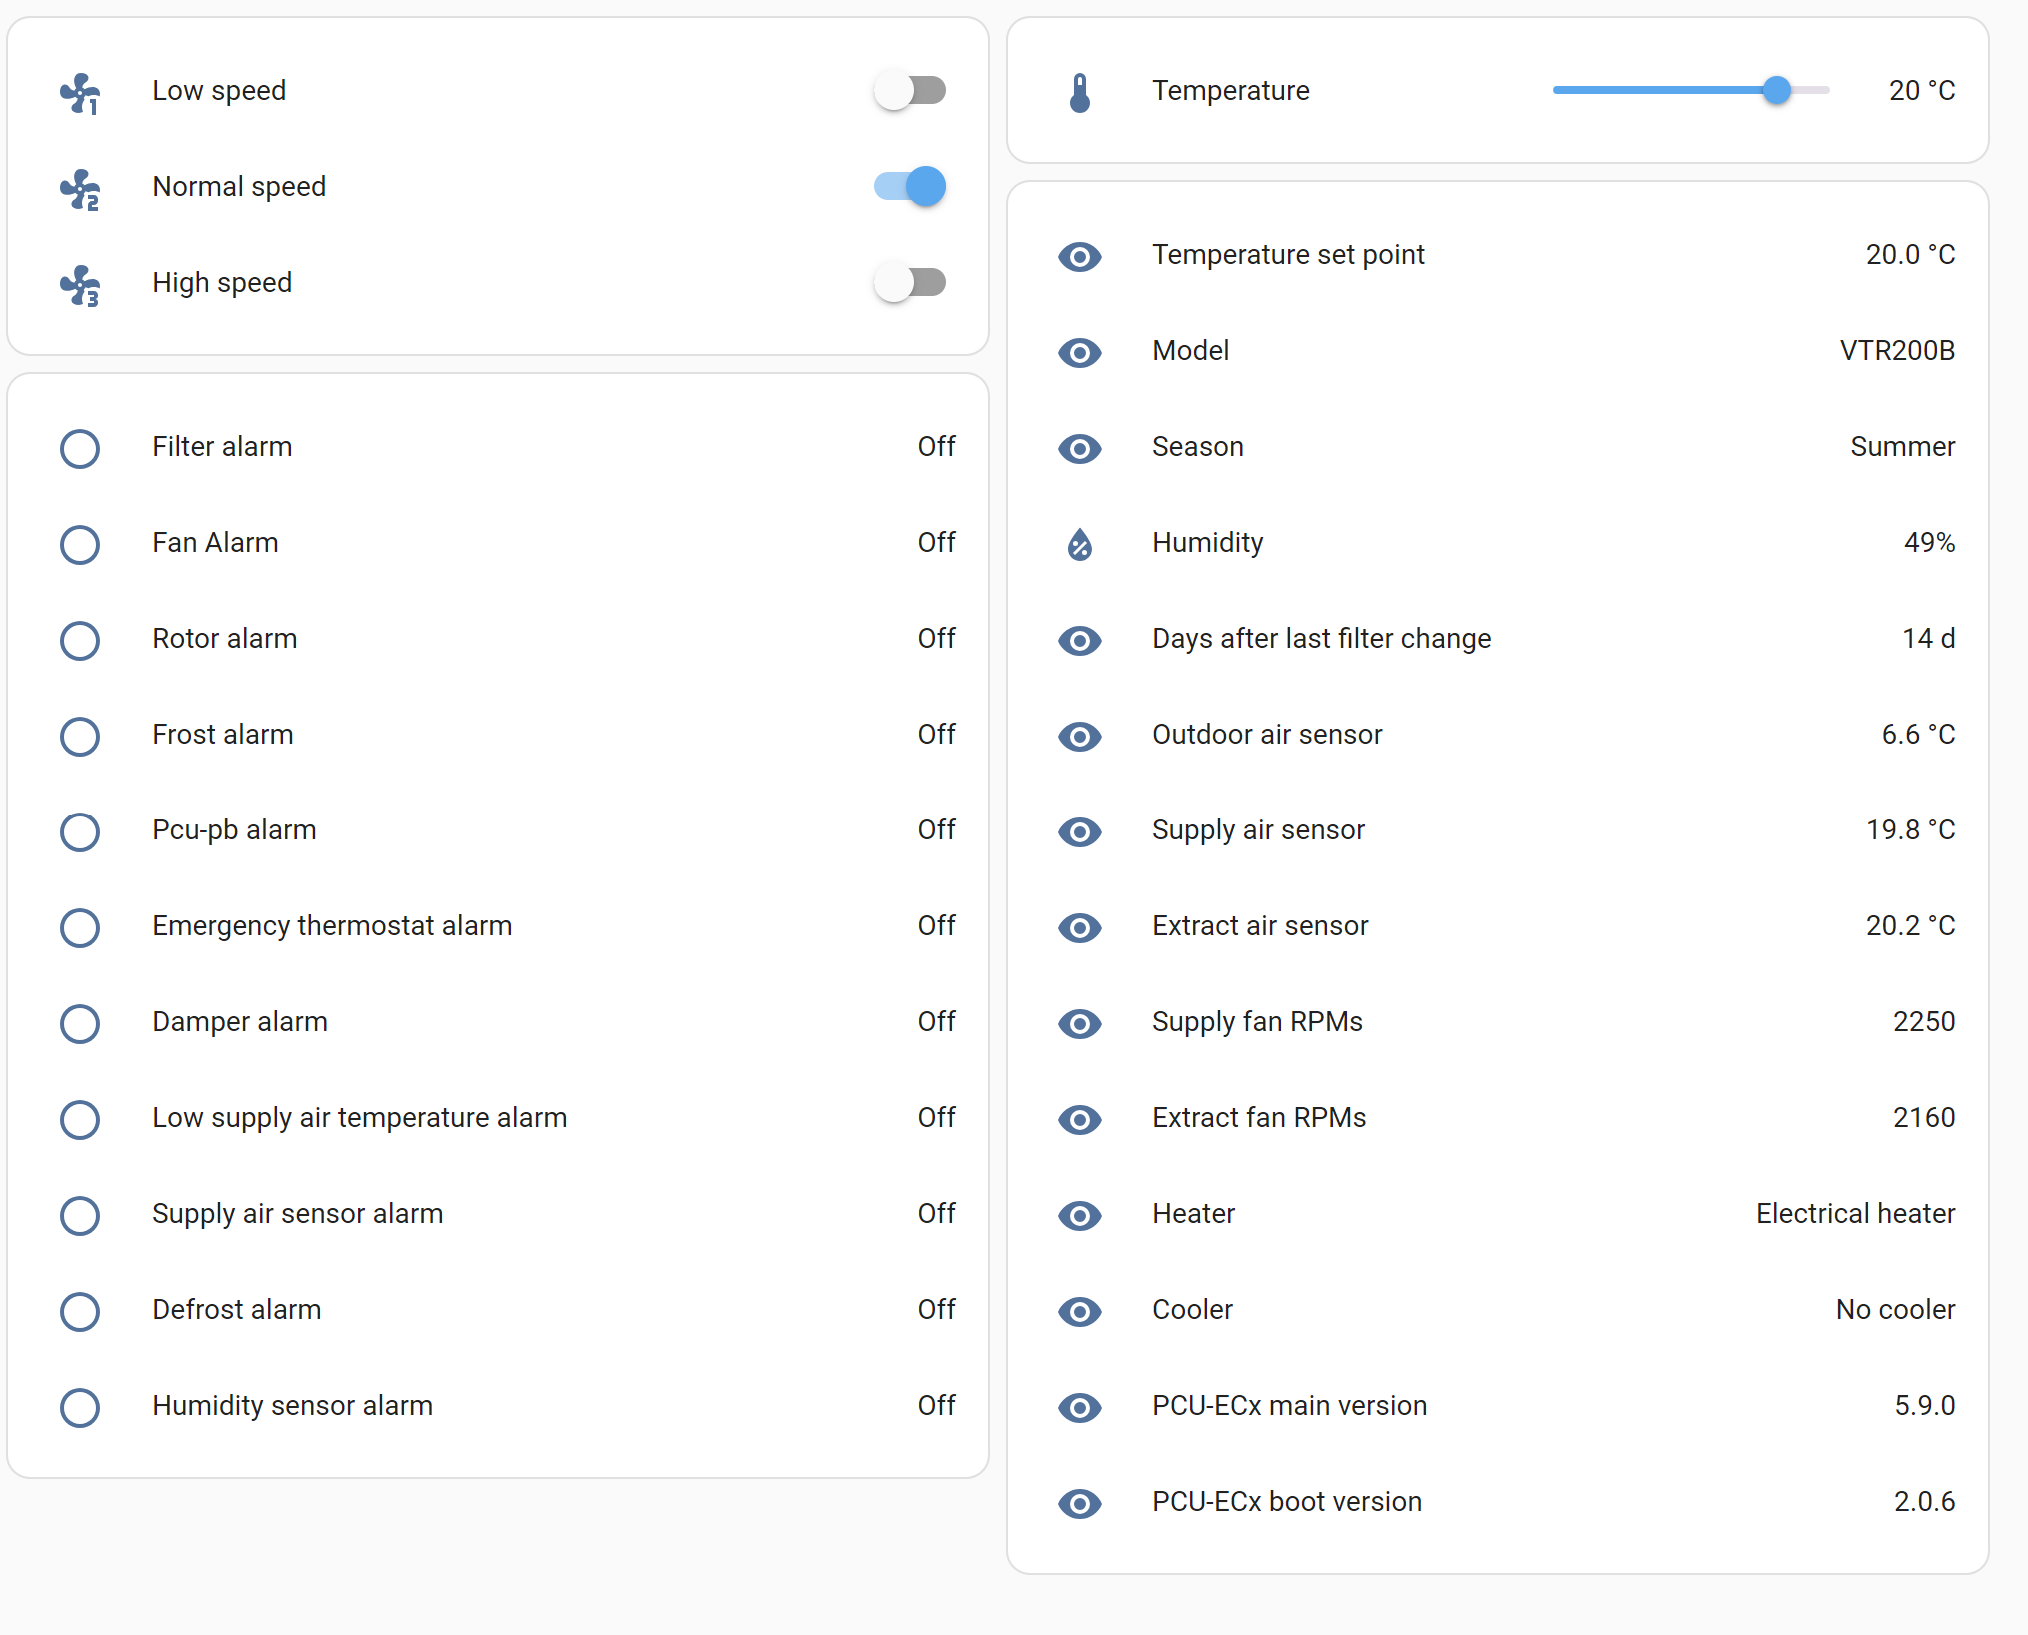 Low speed
Normal speed
High speed
Filter alarm Off
Fan Alarm Off
Rotor alarm Off
Frost alarm Off
Pcu-pb alarm Off
Emergency thermostat alarm Off
Damper alarm Off
Low supply air temperature alarm Off
Supply air sensor alarm Off
Defrost alarm Off
Humidity sensor alarm Off
Temperature 20 °C
Temperature set point 20.0 °C
Model VTR200B
Season Summer
Humidity 49%
Days after last filter change 14 d
Outdoor air sensor 6.6 °C
Supply air sensor 19.8 °C
Extract air sensor 20.2 °C
Supply fan RPMs 2250
Extract fan RPMs 2160
Heater Electrical heater
Cooler No cooler
PCU-ECx main version 5.9.0
PCU-ECx boot version 2.0.6